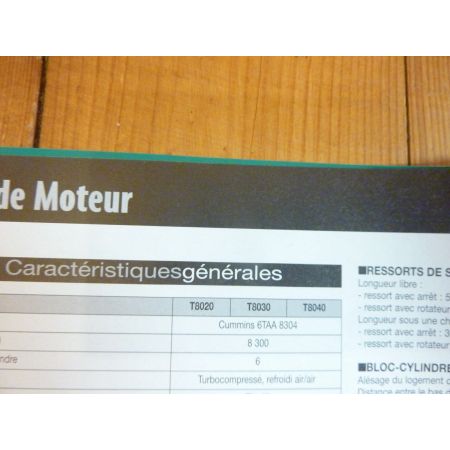 de Moteur
Caractéristiquesgénérales
T8020 T8030 T8040
Cummins 6TAA 8304
8 300
ndre 6
Turbocompressé, refroidi air/air
■RESSORTS DE S
Longueur libre :
- ressort avec arrêt : 5
- ressort avec rotateur
Longueur sous une ch
- ressort avec arrêt : 3
- ressort avec rotateur
■BLOC-CYLINDRE
Alésage du logement d
Distance entre le bas d